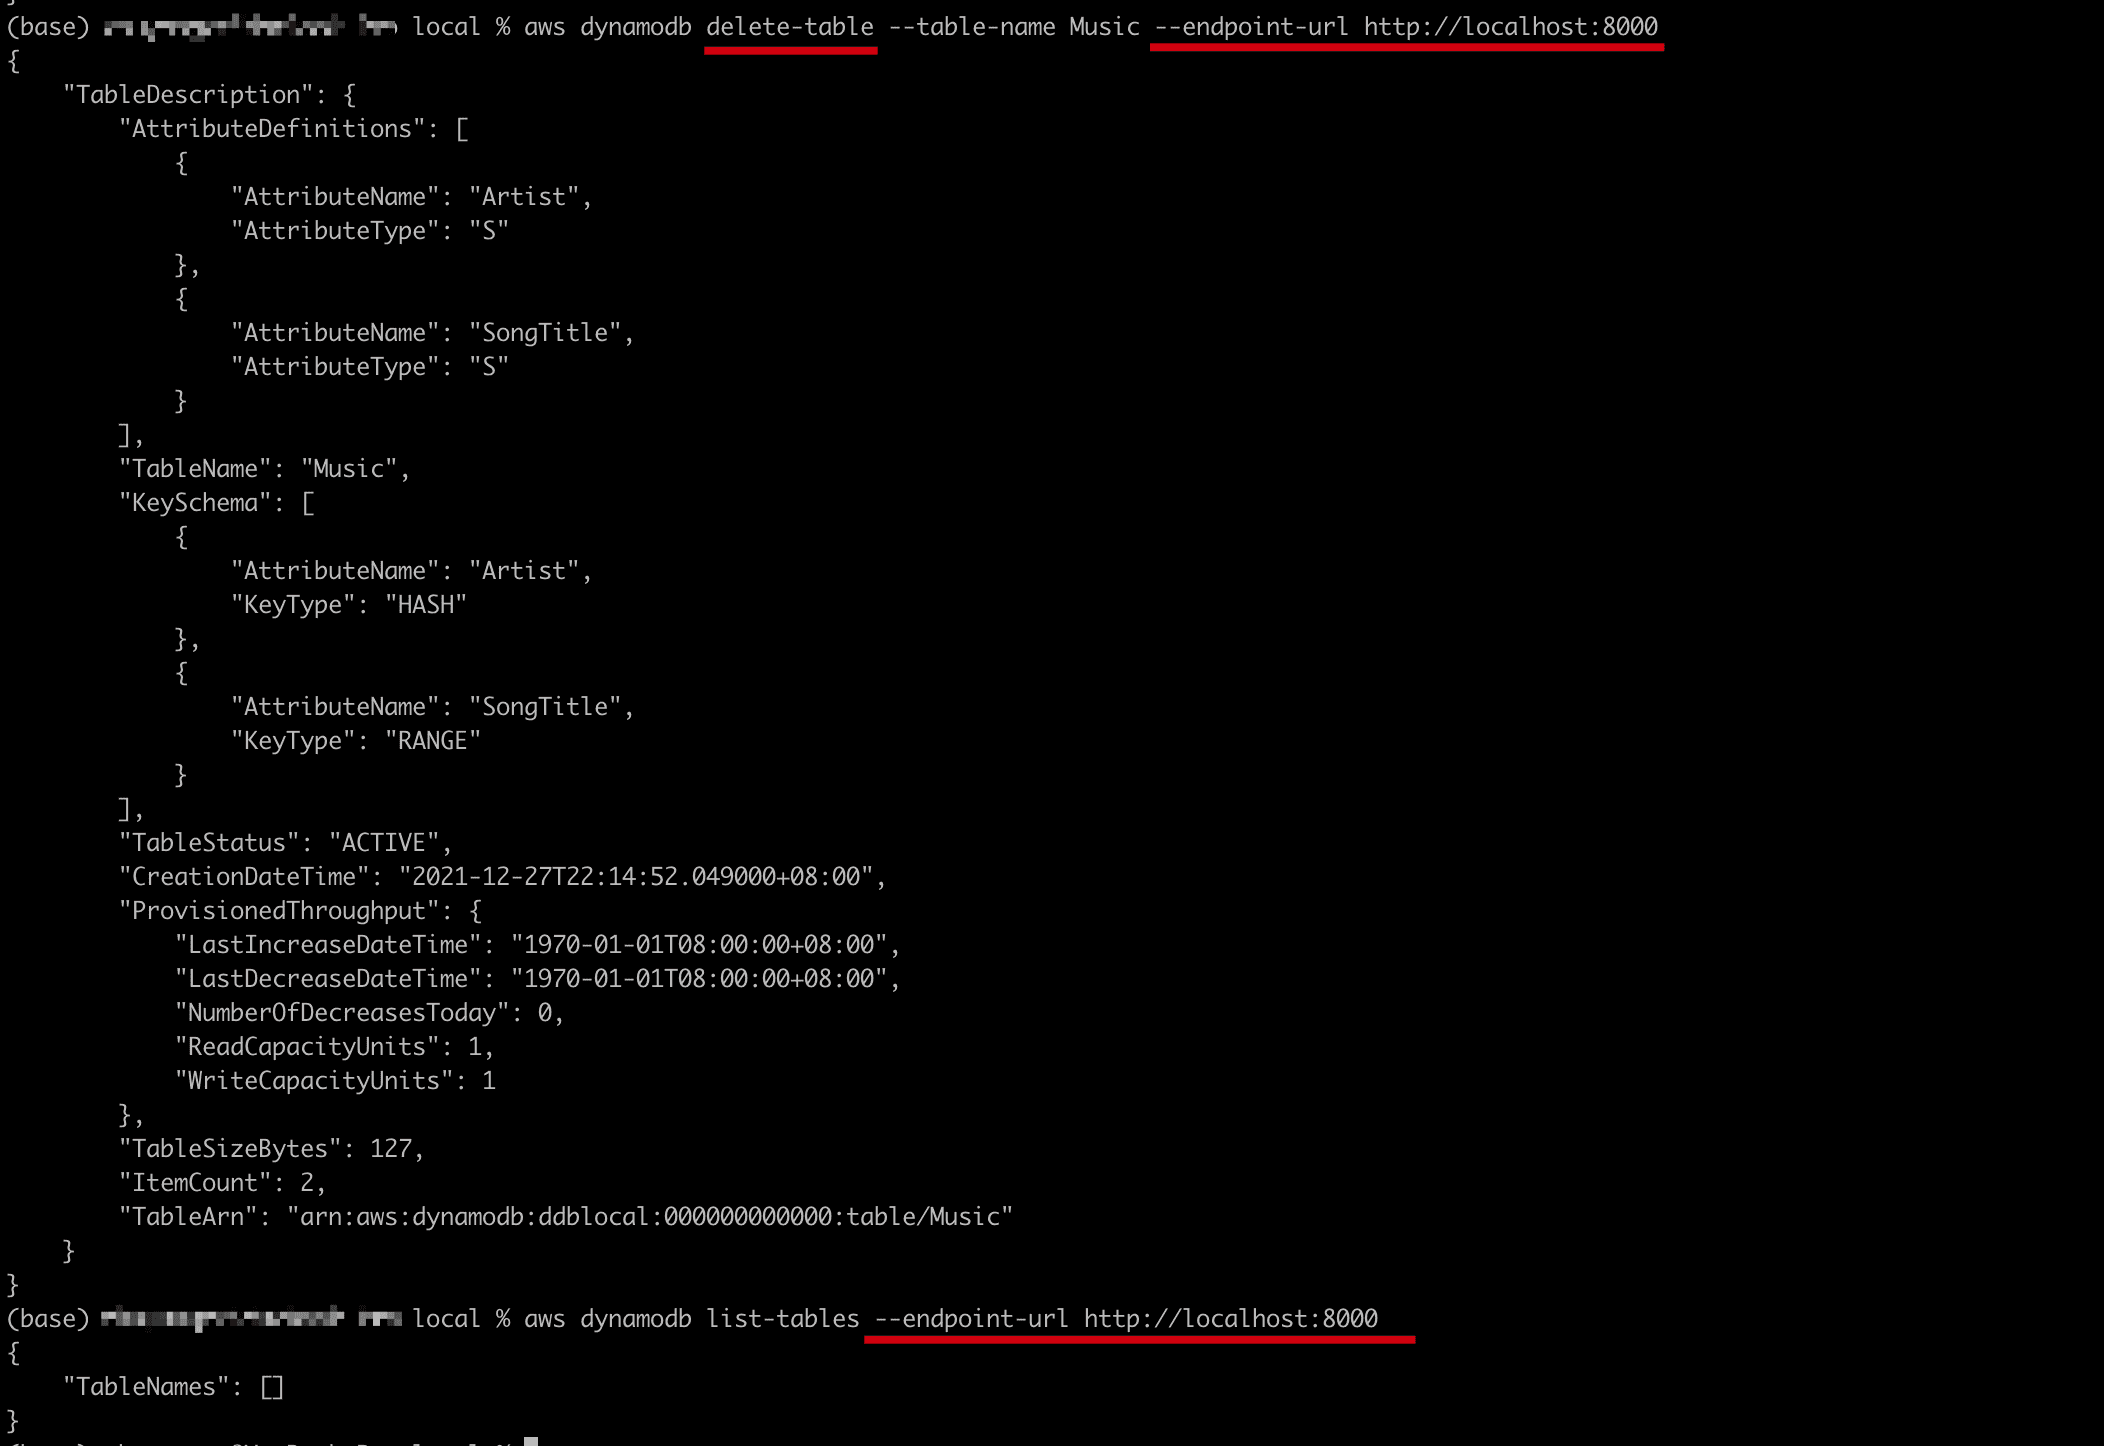 (base) local % aws dynamodb delete-table --table-name Music --endpoint-url http://localhost:8000
{
    "TableDescription": {
        "AttributeDefinitions": [
            {
                "AttributeName": "Artist",
                "AttributeType": "S"
            },
            {
                "AttributeName": "SongTitle",
                "AttributeType": "S"
            }
        ],
        "TableName": "Music",
        "KeySchema": [
            {
                "AttributeName": "Artist",
                "KeyType": "HASH"
            },
            {
                "AttributeName": "SongTitle",
                "KeyType": "RANGE"
            }
        ],
        "TableStatus": "ACTIVE",
        "CreationDateTime": "2021-12-27T22:14:52.049000+08:00",
        "ProvisionedThroughput": {
            "LastIncreaseDateTime": "1970-01-01T08:00:00+08:00",
            "LastDecreaseDateTime": "1970-01-01T08:00:00+08:00",
            "NumberOfDecreasesToday": 0,
            "ReadCapacityUnits": 1,
            "WriteCapacityUnits": 1
        },
        "TableSizeBytes": 127,
        "ItemCount": 2,
        "TableArn": "arn:aws:dynamodb:ddblocal:000000000000:table/Music"
    }
}
(base) local % aws dynamodb list-tables --endpoint-url http://localhost:8000
{
    "TableNames": []
}